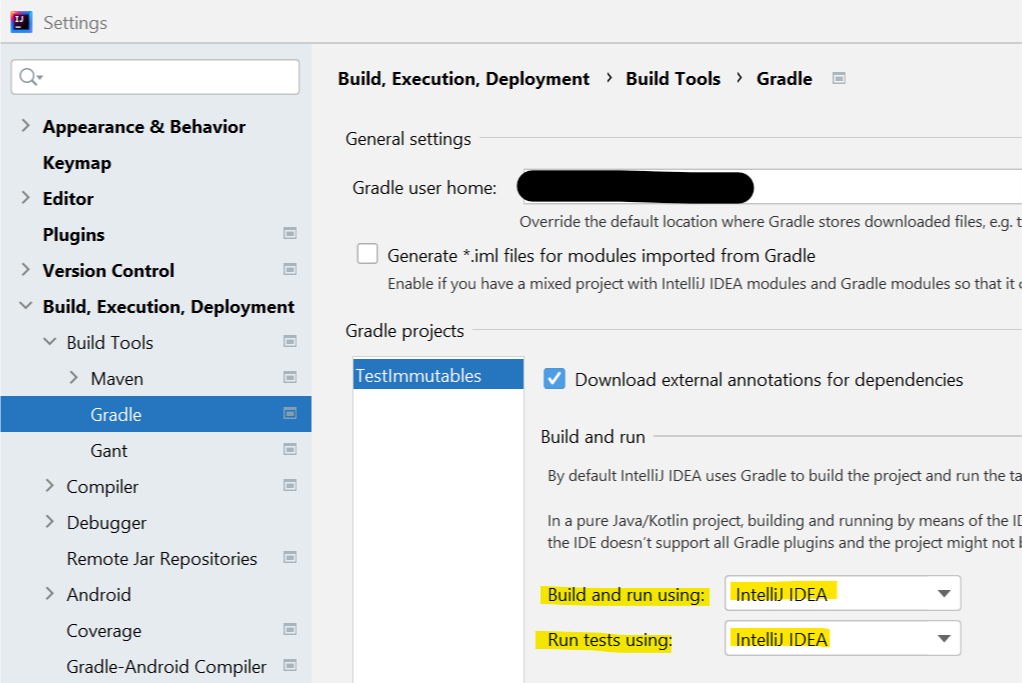 IJ Settings
Build, Execution, Deployment › Build Tools › Gradle
Appearance & Behavior
Keymap
Editor
Plugins
Version Control
Build, Execution, Deployment
Build Tools
Maven
Gradle
Gant
Compiler
Debugger
Remote Jar Repositories
Android
Coverage
Gradle-Android Compiler
General settings
Gradle user home:
Override the default location where Gradle stores downloaded files, e.g.
Generate *.iml files for modules imported from Gradle
Enable if you have a mixed project with IntelliJ IDEA modules and Gradle modules so that it
Gradle projects
TestImmutables
Download external annotations for dependencies
Build and run
By default IntelliJ IDEA uses Gradle to build the project and run the
In a pure Java/Kotlin project, building and running by means of the
the IDE doesn't support all Gradle plugins and the project might not
Build and run using: IntelliJ IDEA
Run tests using: IntelliJ IDEA